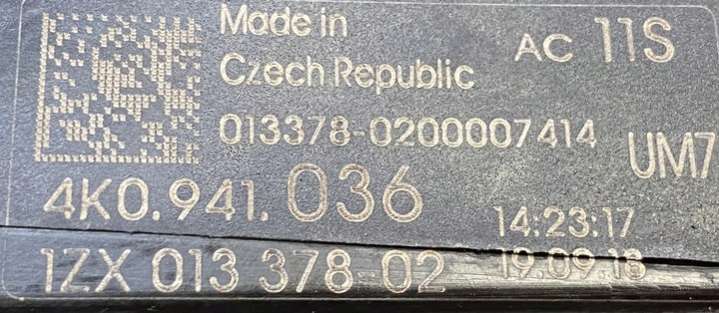 Made in
Czech Republic
AC 11S
013378-0200007414
UM7
4K0.941.036
14:23:17
1ZX 013 378-02
19.09.18